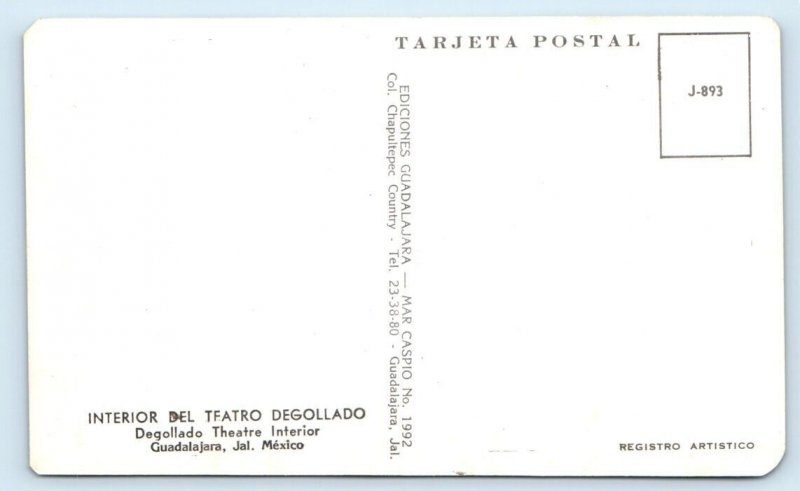 TARJETA POSTAL
J-893
EDICIONES GUADALAJARA — MAR CASPIO No. 1992
Col. Chapultepec Country - Tel. 23-38-80 - Guadalajara, Jal.
INTERIOR DEL TEATRO DEGOLLADO
Degollado Theatre Interior
Guadalajara, Jal. México
REGISTRO ARTISTICO